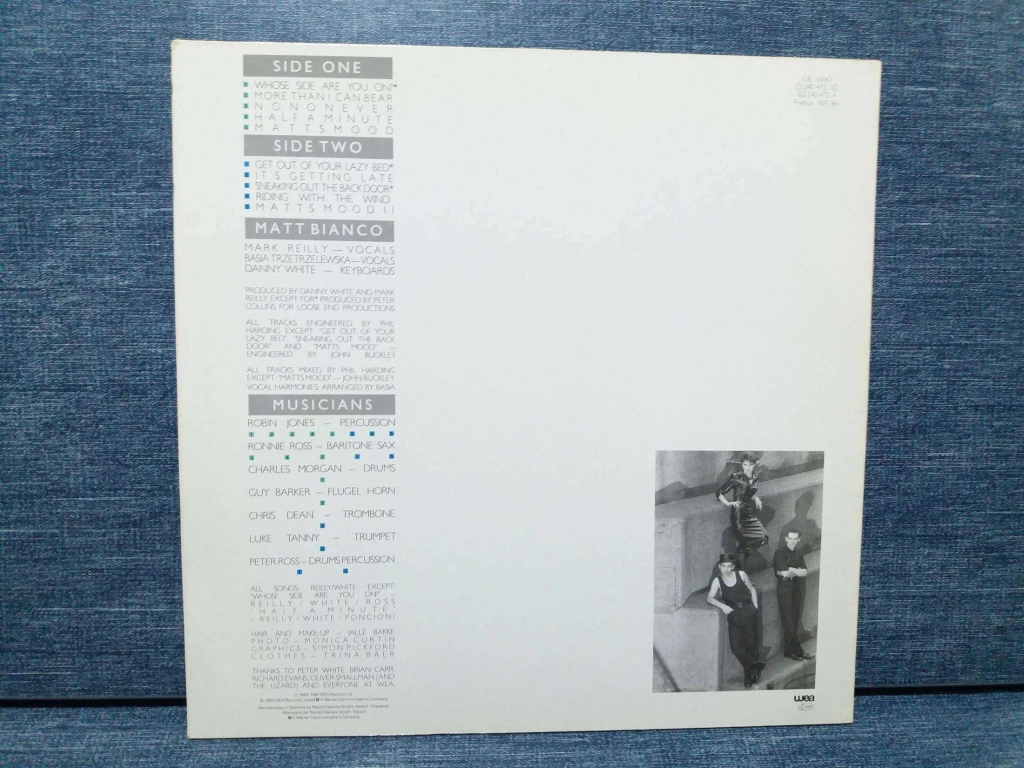 SIDE ONE
WHOSE SIDE ARE YOU ON?*
MORE THAN I CAN BEAR
NO NO NEVER
HALF A MINUTE
MATTS MOOD
SIDE TWO
GET OUT OF YOUR LAZY BED*
IT'S GETTING LATE
SNEAKING OUT THE BACK DOOR*
RIDING WITH THE WIND
MATTS MOOD II
MATT BIANCO
MARK REILLY — VOCALS
BASIA TRZETRZELEWSKA — VOCALS
DANNY WHITE — KEYBOARDS
PRODUCED BY DANNY WHITE AND MARK
REILLY, EXCEPT FOR* PRODUCED BY PETER
COLLINS FOR LOOSE END PRODUCTIONS
ALL TRACKS ENGINEERED BY PHIL
HARDING EXCEPT: "GET OUT OF YOUR
LAZY BED", "SNEAKING OUT THE BACK
DOOR" AND "MATTS MOOD" —
ENGINEERED BY JOHN BUCKLEY
ALL TRACKS MIXED BY PHIL HARDING
EXCEPT: "MATTS MOOD" — JOHN BUCKLEY
VOCAL HARMONIES: ARRANGED BY BASIA
MUSICIANS
ROBIN JONES — PERCUSSION
RONNIE ROSS — BARITONE SAX
CHARLES MORGAN — DRUMS
GUY BARKER — FLUGEL HORN
CHRIS DEAN — TROMBONE
LUKE TANNY — TRUMPET
PETER ROSS — DRUMS PERCUSSION
ALL SONGS: REILLY/WHITE EXCEPT:
"WHOSE SIDE ARE YOU ON?" —
REILLY / WHITE / ROSS
"HALF A MINUTE"
— REILLY / WHITE / PONCIONI
HAIR AND MAKE-UP — JALLE BAKKE
PHOTO — MONICA CURTIN
GRAPHICS — SIMON PICKFORD
CLOTHES — TRINA BAER
THANKS TO PETER WHITE, BRIAN CARR,
RICHARD EVANS, OLIVER SMALLMAN (AND
THE LIZARD) AND EVERYONE AT WEA.
A Warner Communications Company
wea